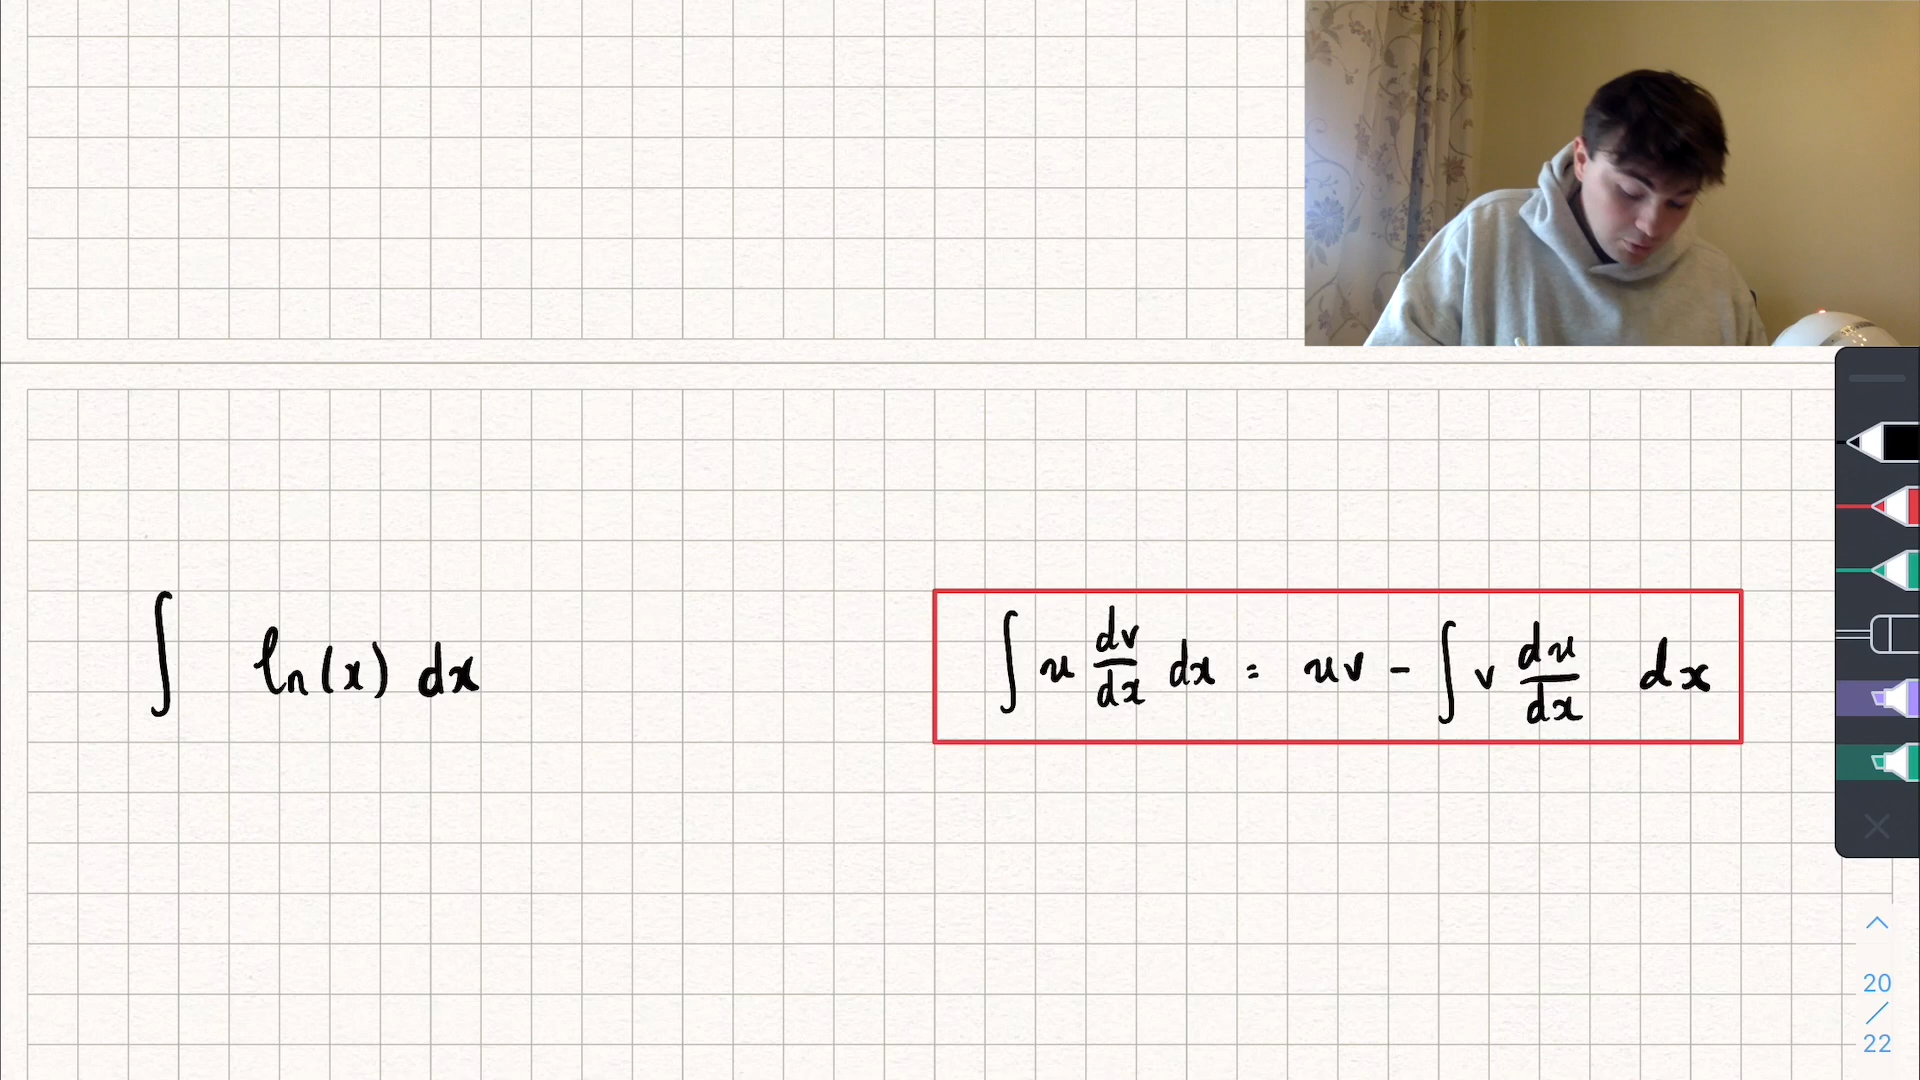 ∫ ln(x) dx
∫ u dv/dx dx = uv - ∫ v du/dx dx
20
/
22